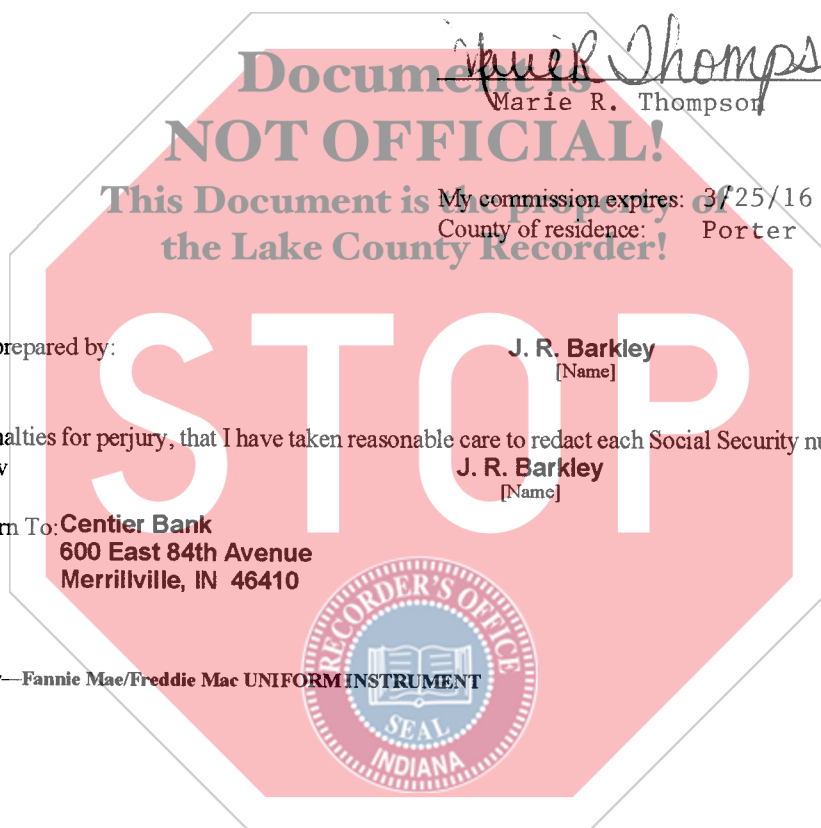 Document is
Marie R. Thompson
NOT OFFICIAL!
This Document is the property of
My commission expires: 3/25/16
the Lake County Recorder!
County of residence: Porter
STOP
prepared by: J. R. Barkley
[Name]
alties for perjury, that I have taken reasonable care to redact each Social Security nu
J. R. Barkley
[Name]
rn To: Centier Bank
600 East 84th Avenue
Merrillville, IN 46410
—Fannie Mae/Freddie Mac UNIFORM INSTRUMENT
RECORDER'S OFFICE
SEAL
INDIANA